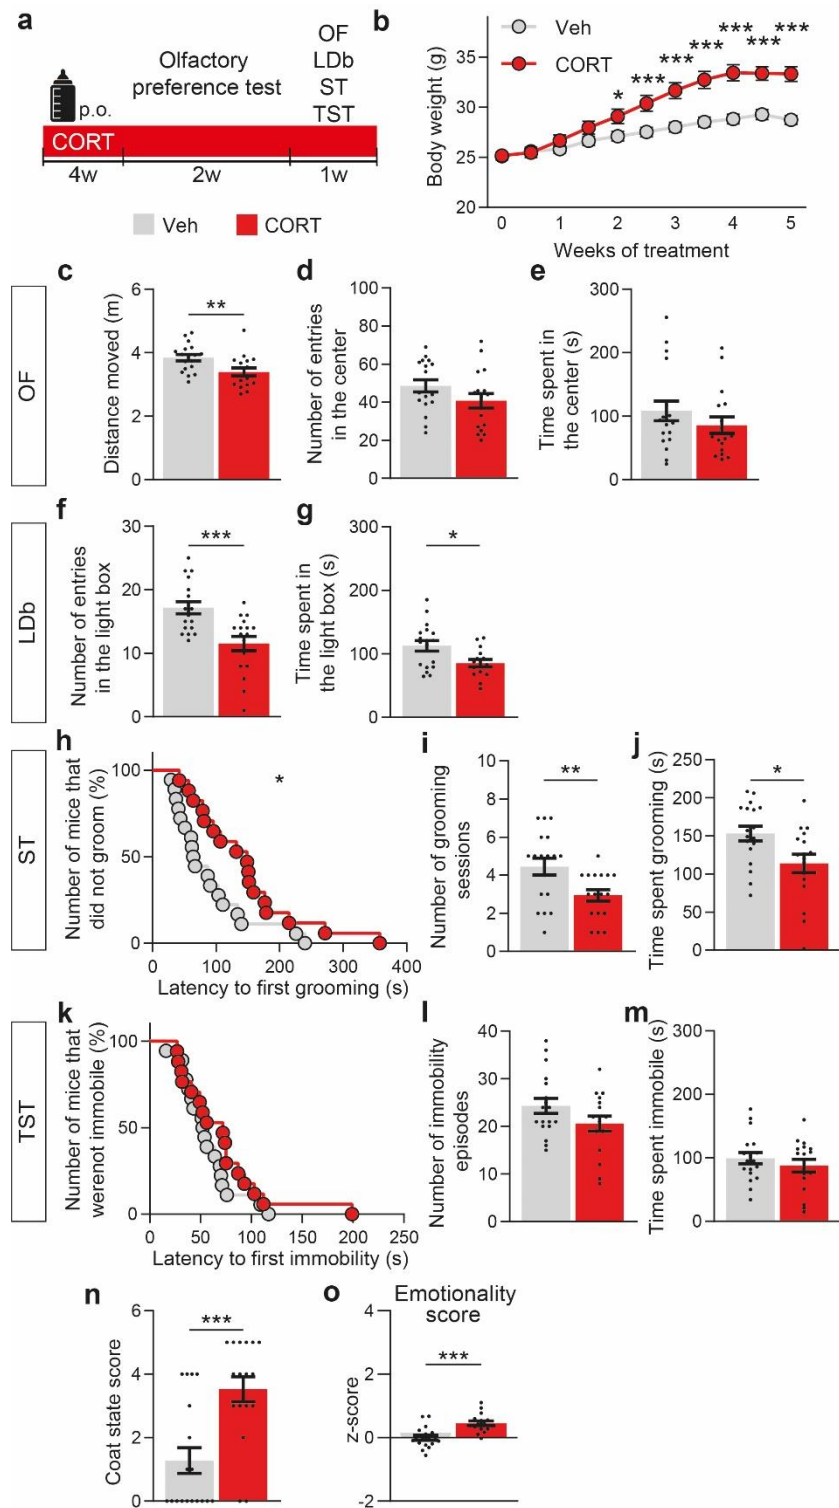 a
OF
LDb
ST
TST
Olfactory
preference test
p.o.
CORT
4w
2w
1w
Veh
CORT
b
Veh
CORT
Body weight (g)
35
30
25
20
*
***
***
***
***
***
***
0
1
2
3
4
5
Weeks of treatment
OF
c
Distance moved (m)
6
4
2
0
**
d
Number of entries
in the center
100
80
60
40
20
0
e
Time spent in
the center (s)
300
200
100
0
LDb
f
Number of entries
in the light box
30
20
10
0
***
g
Time spent in
the light box (s)
300
200
100
0
*
ST
h
Number of mice that
did not groom (%)
100
50
0
*
0
100
200
300
400
Latency to first grooming (s)
i
Number of grooming
sessions
10
8
6
4
2
0
**
j
Time spent grooming (s)
250
200
150
100
50
0
*
TST
k
Number of mice that
werenot immobile (%)
100
50
0
0
50
100
150
200
250
Latency to first immobility (s)
l
Number of immobility
episodes
40
30
20
10
0
m
Time spent immobile (s)
300
200
100
0
n
Coat state score
6
4
2
0
***
o
Emotionality
score
z-score
4
2
0
-2
***